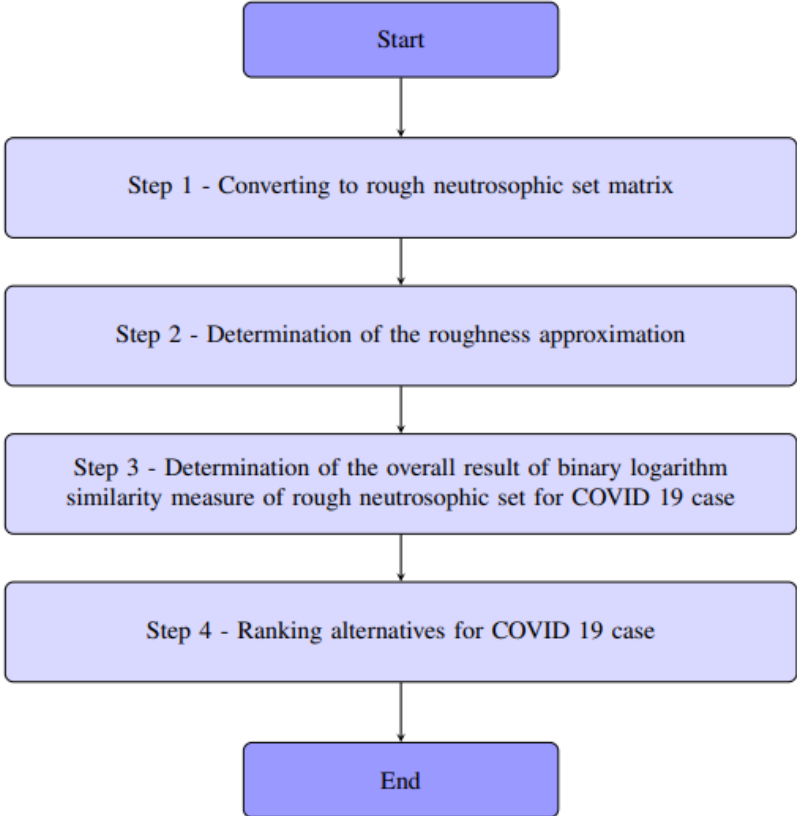 Start
Step 1 - Converting to rough neutrosophic set matrix
Step 2 - Determination of the roughness approximation
Step 3 - Determination of the overall result of binary logarithm
similarity measure of rough neutrosophic set for COVID 19 case
Step 4 - Ranking alternatives for COVID 19 case
End